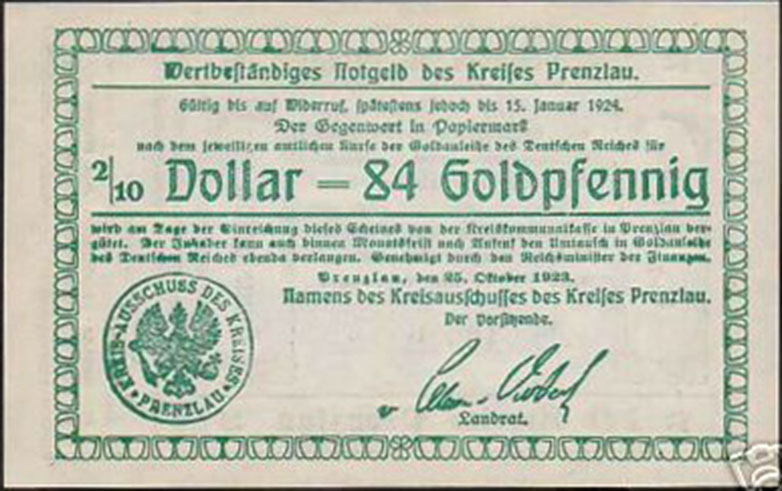 Wertbeständiges Notgeld des Kreises Prenzlau.
Gültig bis auf Widerruf, spätestens jedoch bis 15. Januar 1924.
Der Gegenwert in Papiermark
nach dem jeweiligen amtlichen Kurse der Goldanleihe des Deutschen Reiches für
2/10 Dollar = 84 Goldpfennig
wird am Tage der Einreichung dieses Scheines von der Kreiskommunalkasse in Prenzlau ver-
gütet. Der Inhaber kann auch binnen Monatsfrist nach Aufruf den Umtausch in Goldanleihe
des Deutschen Reiches ebenda verlangen. Genehmigt durch den Reichsminister der Finanzen.
Prenzlau, den 25. Oktober 1923.
Namens des Kreisausschusses des Kreises Prenzlau.
Der Vorsitzende.
KREIS-AUSSCHUSS DES KREISES
PRENZLAU
Landrat.